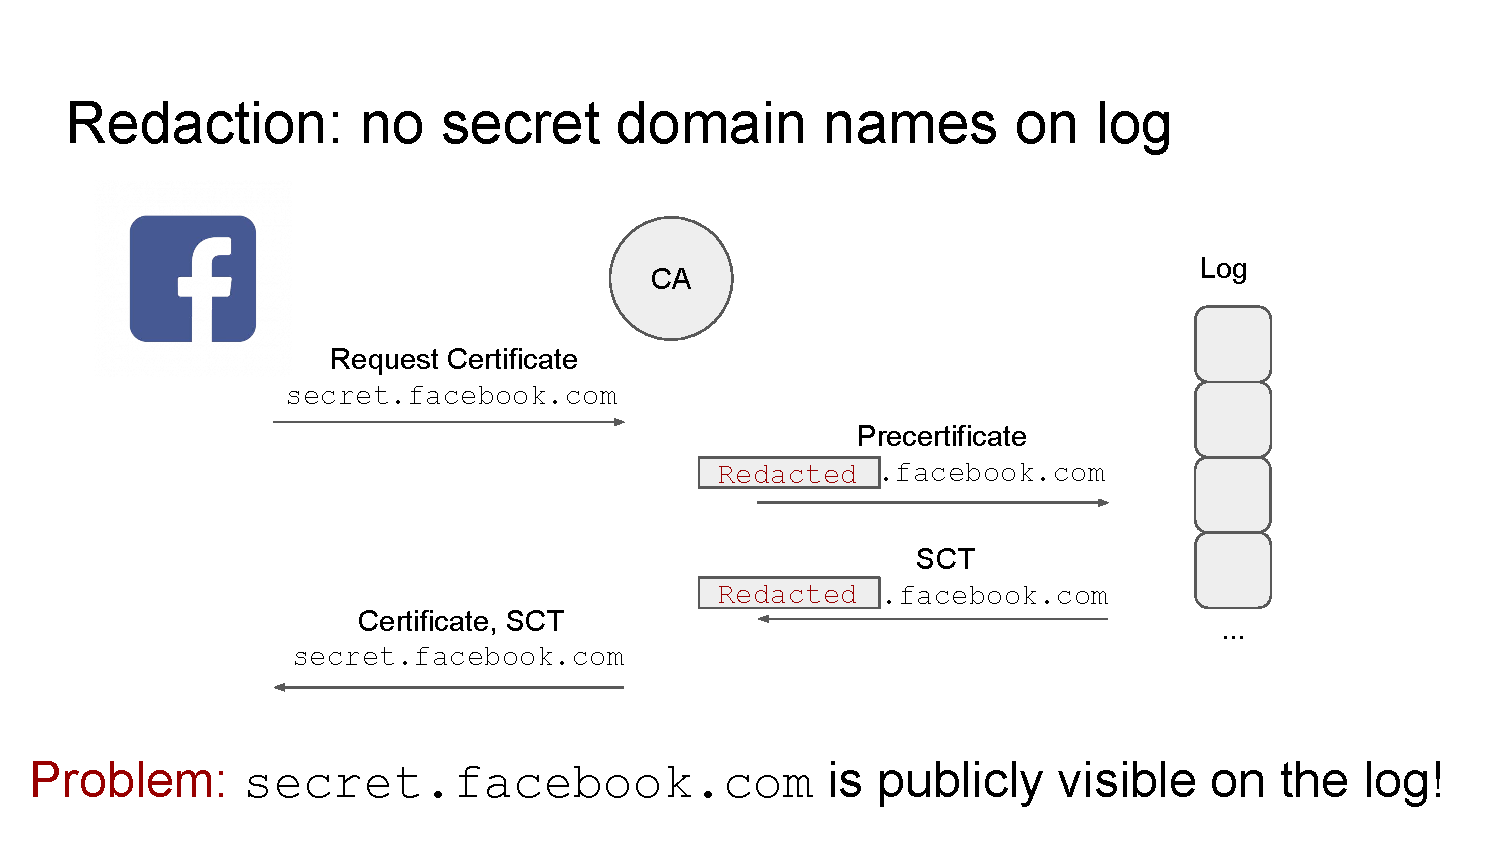 Redaction: no secret domain names on log
CA
Log
Request Certificate
secret.facebook.com
Precertificate
Redacted.facebook.com
SCT
Redacted.facebook.com
Certificate, SCT
secret.facebook.com
...
Problem: secret.facebook.com is publicly visible on the log!